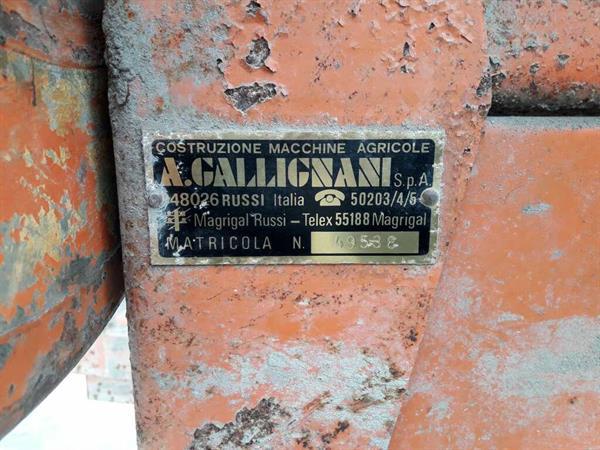 COSTRUZIONE MACCHINE AGRICOLE
A.GALLIGNANI S.p.A.
48026 RUSSI Italia ☎ 50203/4/5
Magrigal Russi – Telex 55188 Magrigal
MATRICOLA N.